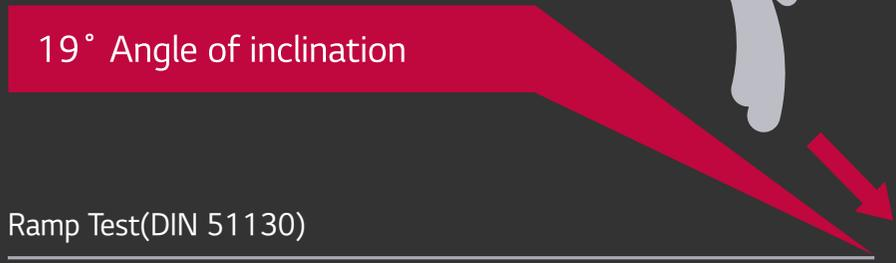 19˚ Angle of inclination
Ramp Test(DIN 51130)